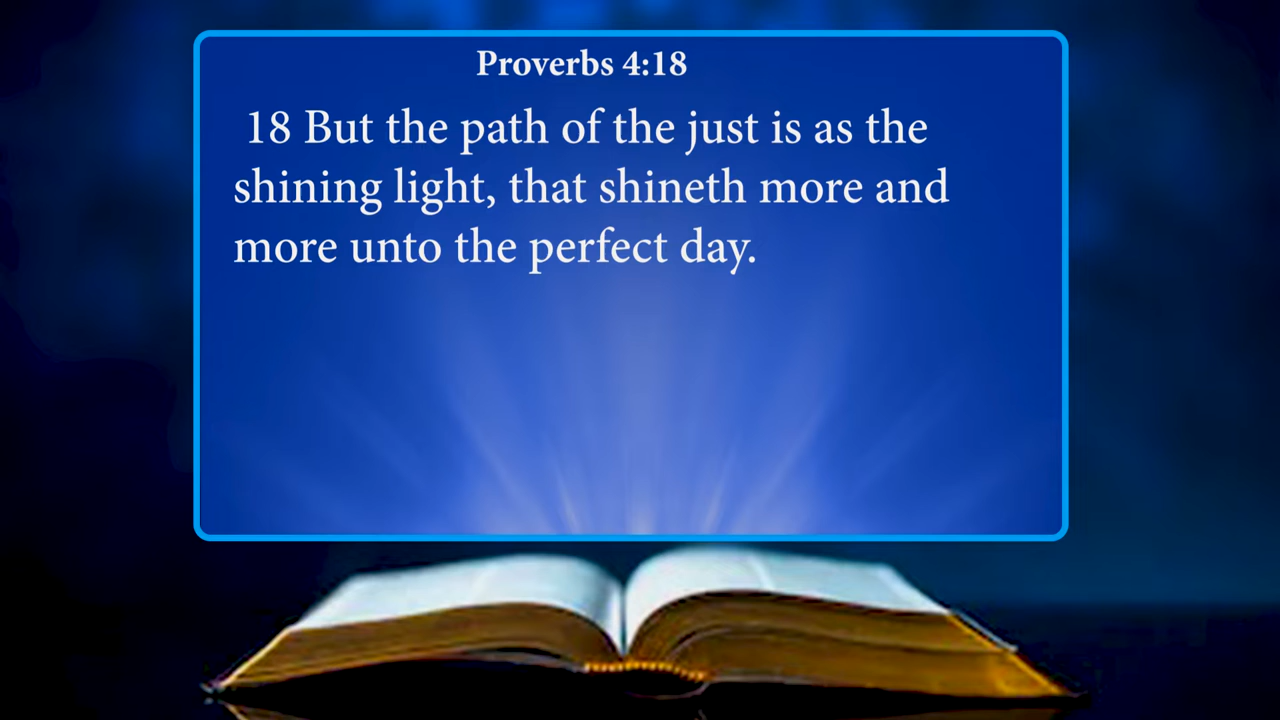 Proverbs 4:18
18 But the path of the just is as the
shining light, that shineth more and
more unto the perfect day.